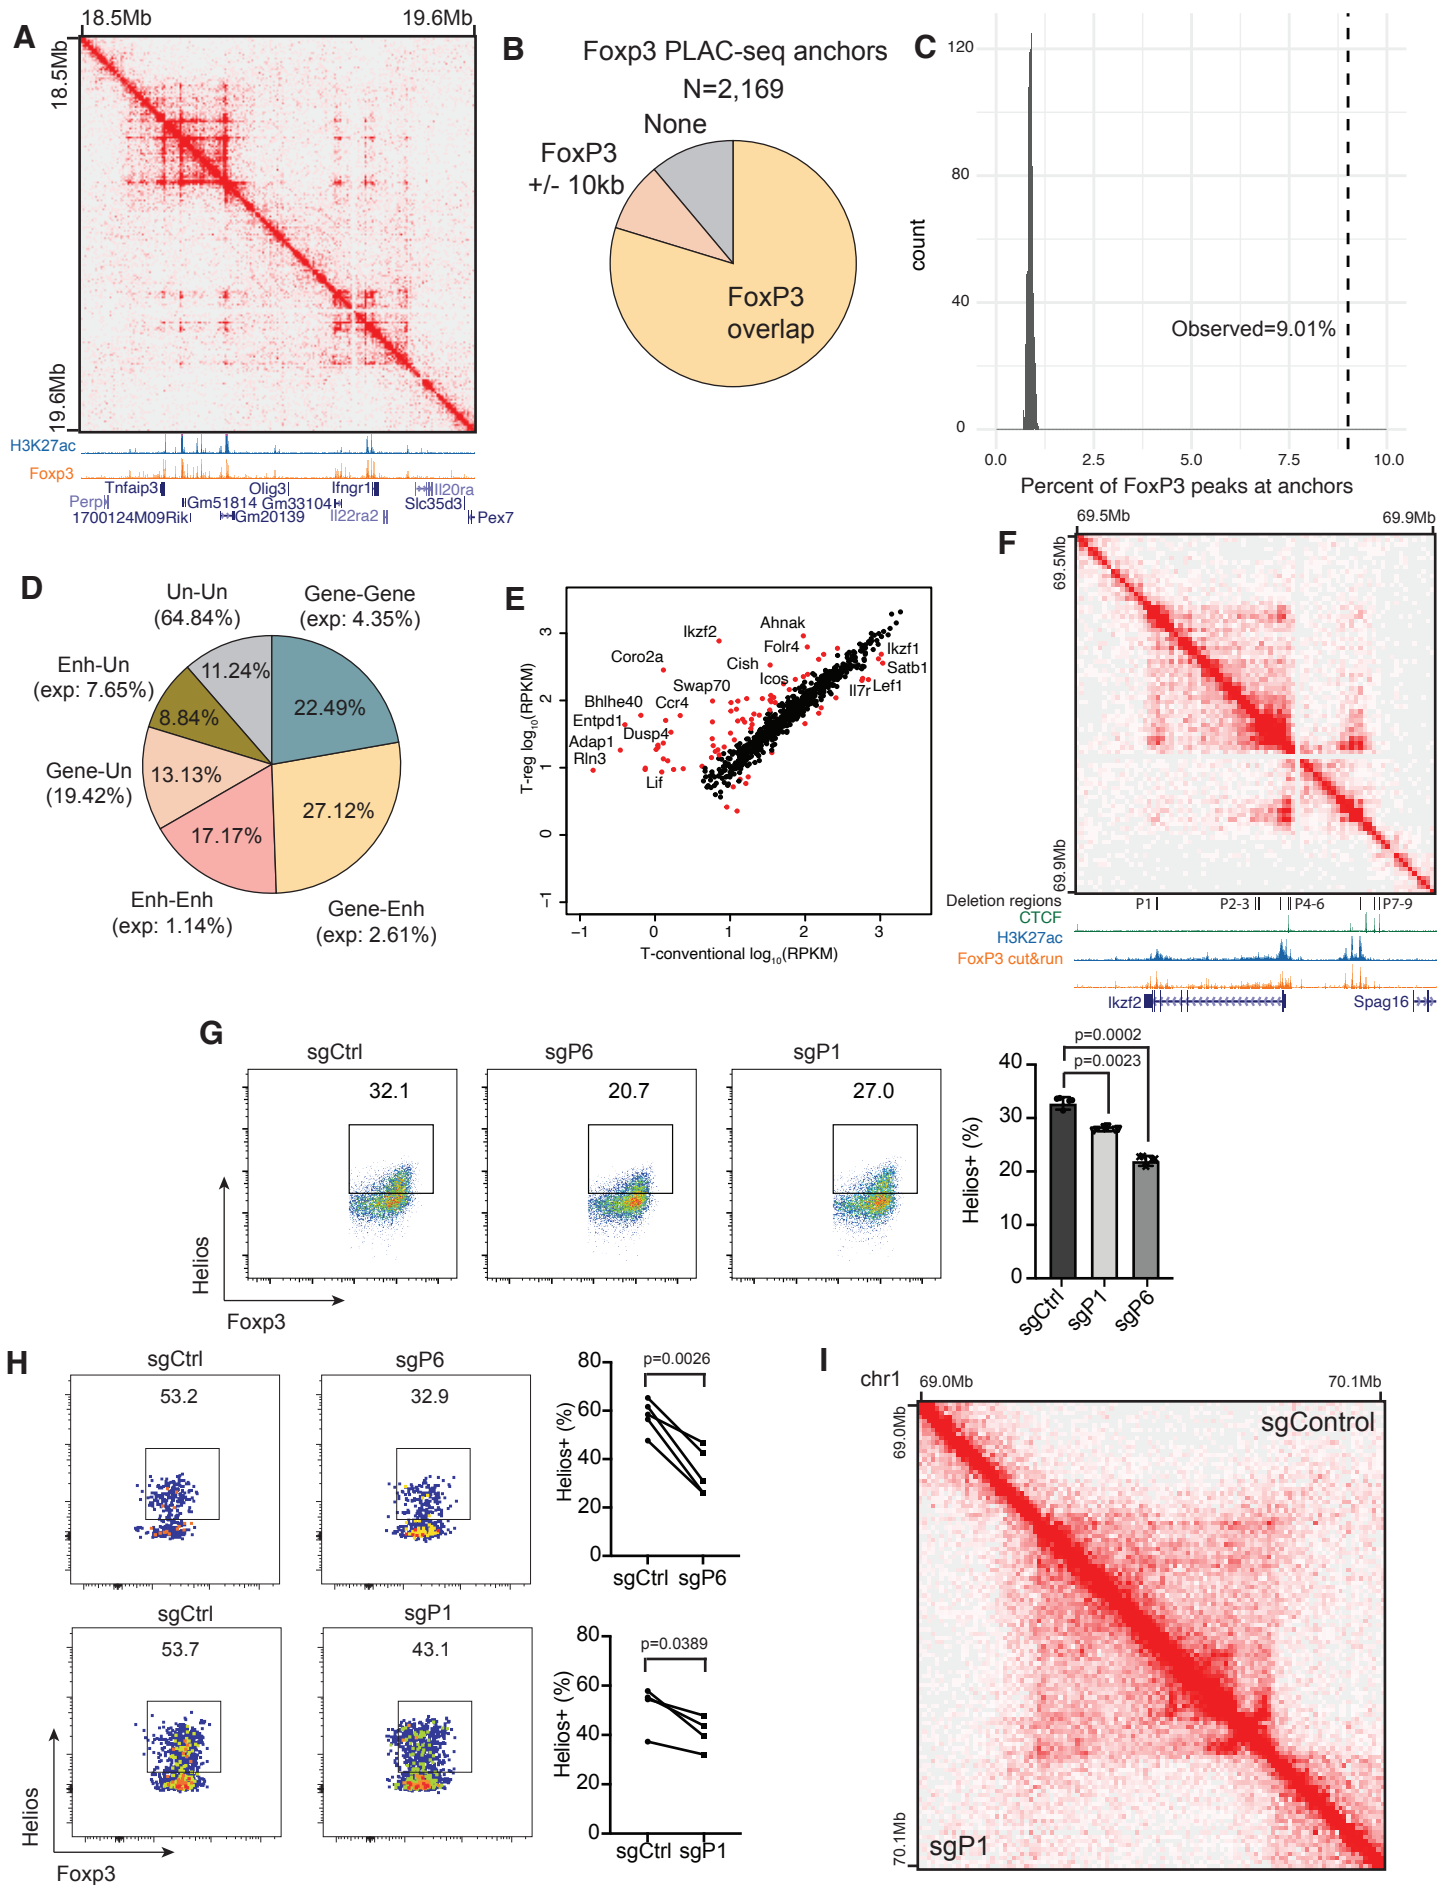 A
18.5Mb
19.6Mb
18.5Mb
19.6Mb
H3K27ac
Foxp3
Tnfaip3
Olig3
Ifngr1
Il20ra
Perp
Gm51814
Gm33104
Slc35d3
1700124M09Rik
Gm20139
Il22ra2
Pex7
B
Foxp3 PLAC-seq anchors
N=2,169
None
FoxP3
+/- 10kb
FoxP3
overlap
C
120
80
40
0
count
Observed=9.01%
0.0
2.5
5.0
7.5
10.0
Percent of FoxP3 peaks at anchors
D
Un-Un
(64.84%)
Gene-Gene
(exp: 4.35%)
Enh-Un
(exp: 7.65%)
11.24%
22.49%
8.84%
Gene-Un
(19.42%)
13.13%
27.12%
17.17%
Enh-Enh
(exp: 1.14%)
Gene-Enh
(exp: 2.61%)
E
T-reg log10(RPKM)
3
2
1
0
−1
Ikzf2
Ahnak
Coro2a
Folr4
Ikzf1
Cish
Satb1
Swap70
Icos
Il7r
Lef1
Bhlhe40
Ccr4
Entpd1
Dusp4
Adap1
Rln3
Lif
−1
0
1
2
3
T-conventional log10(RPKM)
F
69.5Mb
69.9Mb
69.5Mb
69.9Mb
Deletion regions
P1
P2-3
P4-6
P7-9
CTCF
H3K27ac
FoxP3 cut&run
Ikzf2
Spag16
G
sgCtrl
sgP6
sgP1
32.1
20.7
27.0
Helios
Foxp3
p=0.0002
p=0.0023
40
30
20
10
0
Helios+ (%)
sgCtrl
sgP1
sgP6
H
sgCtrl
sgP6
53.2
32.9
p=0.0026
80
60
40
20
0
Helios+ (%)
sgCtrl
sgP6
sgCtrl
sgP1
53.7
43.1
Helios
Foxp3
p=0.0389
80
60
40
20
0
Helios+ (%)
sgCtrl
sgP1
I
chr1
69.0Mb
70.1Mb
69.0Mb
70.1Mb
sgControl
sgP1